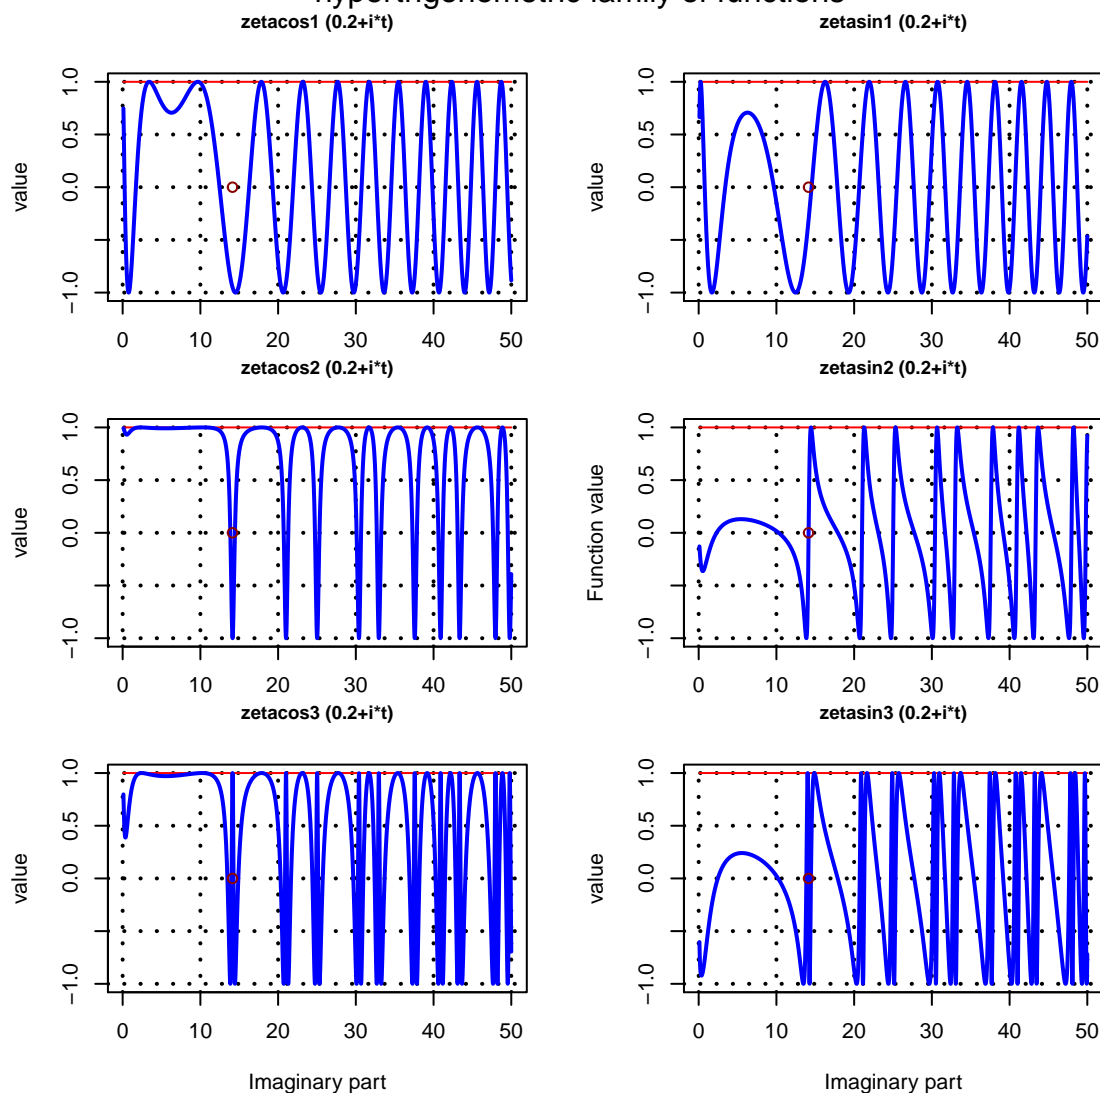 hypertrigonometric family of functions
zetacos1 (0.2+i*t)
zetasin1 (0.2+i*t)
value
−1.0 0.0 0.5 1.0
0 10 20 30 40 50
value
−1.0 0.0 0.5 1.0
0 10 20 30 40 50
zetacos2 (0.2+i*t)
zetasin2 (0.2+i*t)
value
−1.0 0.0 0.5 1.0
0 10 20 30 40 50
Function value
−1.0 0.0 0.5 1.0
0 10 20 30 40 50
zetacos3 (0.2+i*t)
zetasin3 (0.2+i*t)
value
−1.0 0.0 0.5 1.0
0 10 20 30 40 50
Imaginary part
value
−1.0 0.0 0.5 1.0
0 10 20 30 40 50
Imaginary part